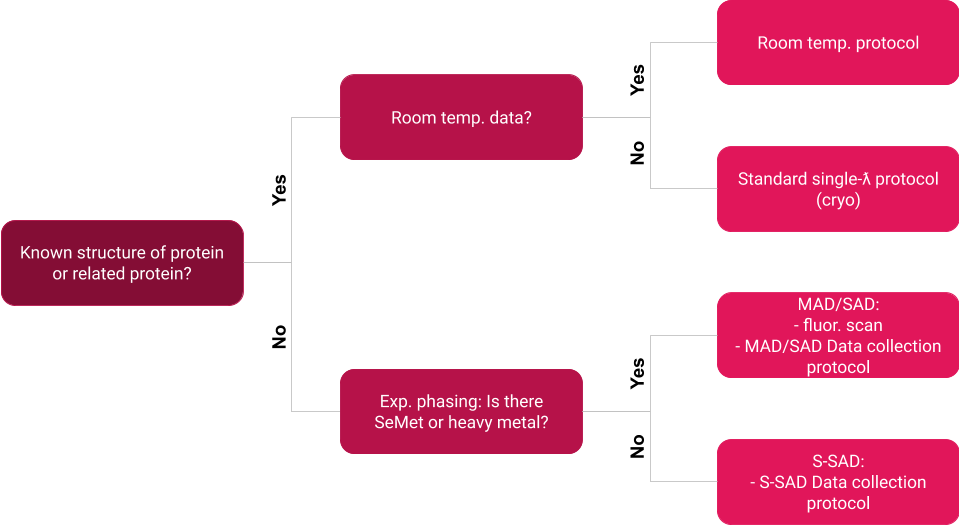 Known structure of protein
or related protein?
Yes
No
Room temp. data?
Yes
No
Room temp. protocol
Standard single-ƛ protocol
(cryo)
Exp. phasing: Is there
SeMet or heavy metal?
Yes
No
MAD/SAD:
- fluor. scan
- MAD/SAD Data collection
protocol
S-SAD:
- S-SAD Data collection
protocol